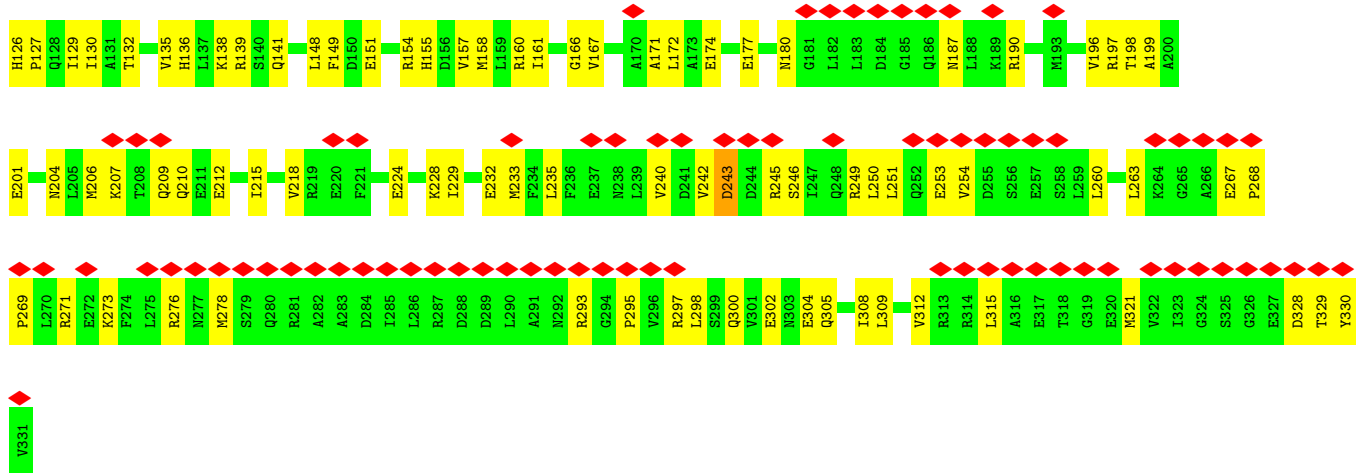 H126 P127 Q128 I129 I130 A131 T132 V135 H136 L137 K138 R139 S140 Q141 L148 F149 D150 E151 R154 H155 D156 V157 M158 L159 R160 I161 G166 V167 A170 A171 L172 A173 E174 E177 N180 G181 L182 L183 D184 G185 Q186 N187 L188 K189 R190 M193 V196 R197 T198 A199 A200
E201 N204 L205 M206 K207 T208 Q209 Q210 E211 E212 I215 V218 R219 E220 F221 E224 K228 I229 E232 M233 F234 L235 F236 E237 N238 L239 V240 D241 V242 D243 D244 R245 S246 I247 Q248 R249 L250 L251 Q252 E253 V254 D255 S256 E257 S258 L259 L260 L263 K264 G265 A266 E267 P268
P269 L270 R271 E272 K273 F274 L275 R276 N277 M278 S279 Q280 R281 A282 A283 D284 I285 L286 R287 D288 D289 L290 A291 N292 R293 G294 P295 V296 R297 L298 S299 Q300 V301 E302 N303 E304 Q305 I308 L309 V312 R313 R314 L315 A316 E317 T318 G319 E320 M321 V322 I323 G324 S325 G326 E327 D328 T329 Y330
V331